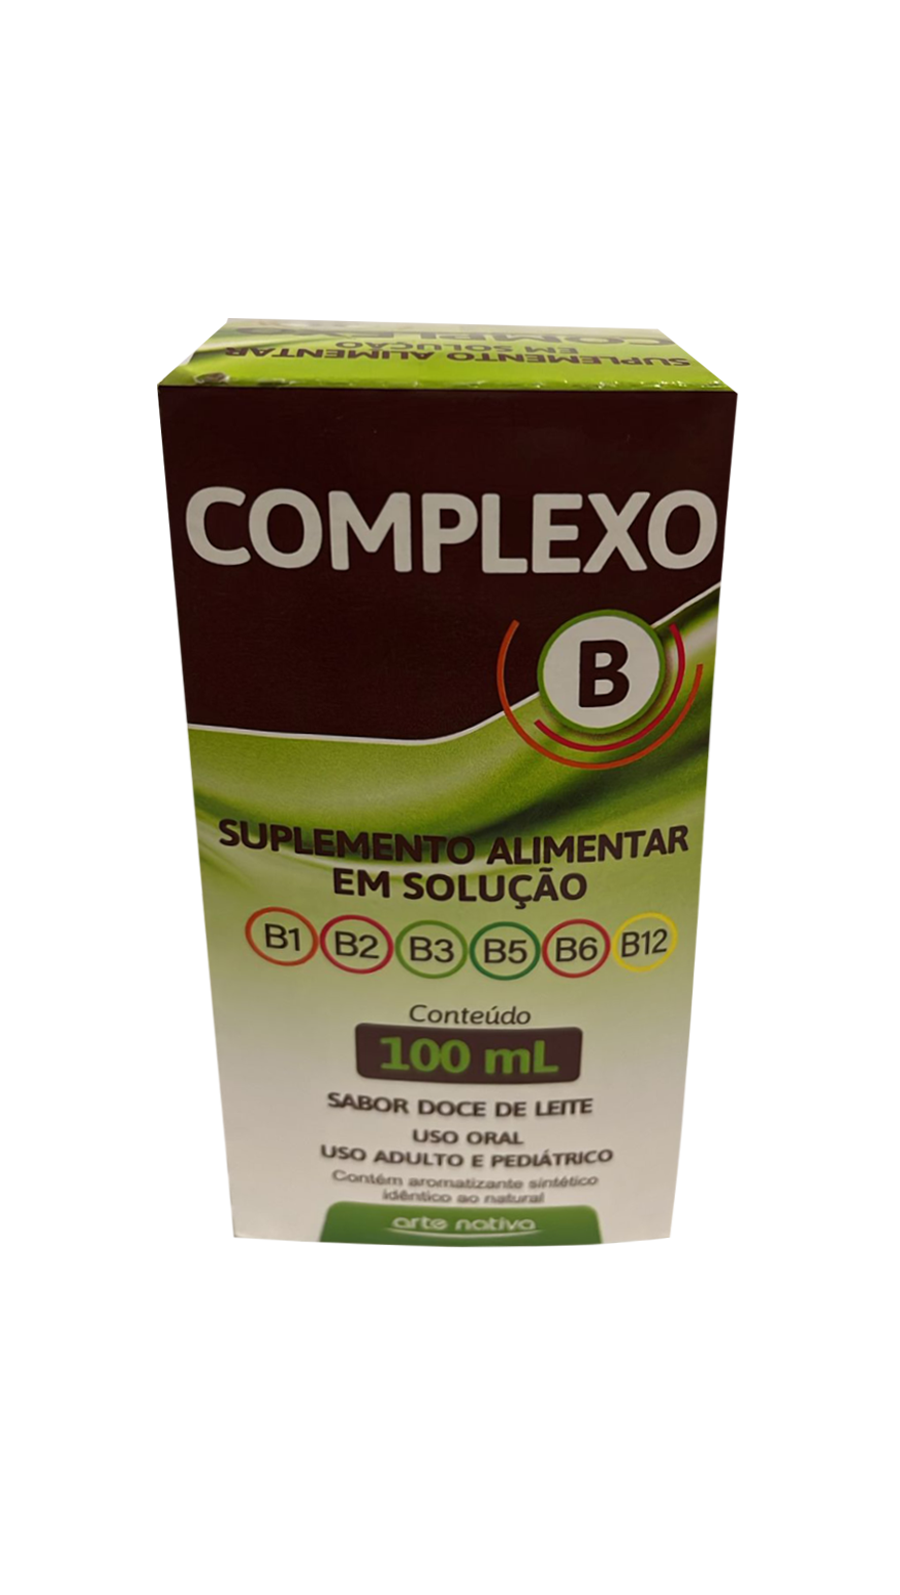 SUPLEMENTO ALIMENTAR
EM SOLUÇÃO
COMPLEXO
COMPLEXO
B
SUPLEMENTO ALIMENTAR
EM SOLUÇÃO
B1 B2 B3 B5 B6 B12
Conteúdo
100 mL
SABOR DOCE DE LEITE
USO ORAL
USO ADULTO E PEDIÁTRICO
Contém aromatizante sintético
idêntico ao natural
arte nativa